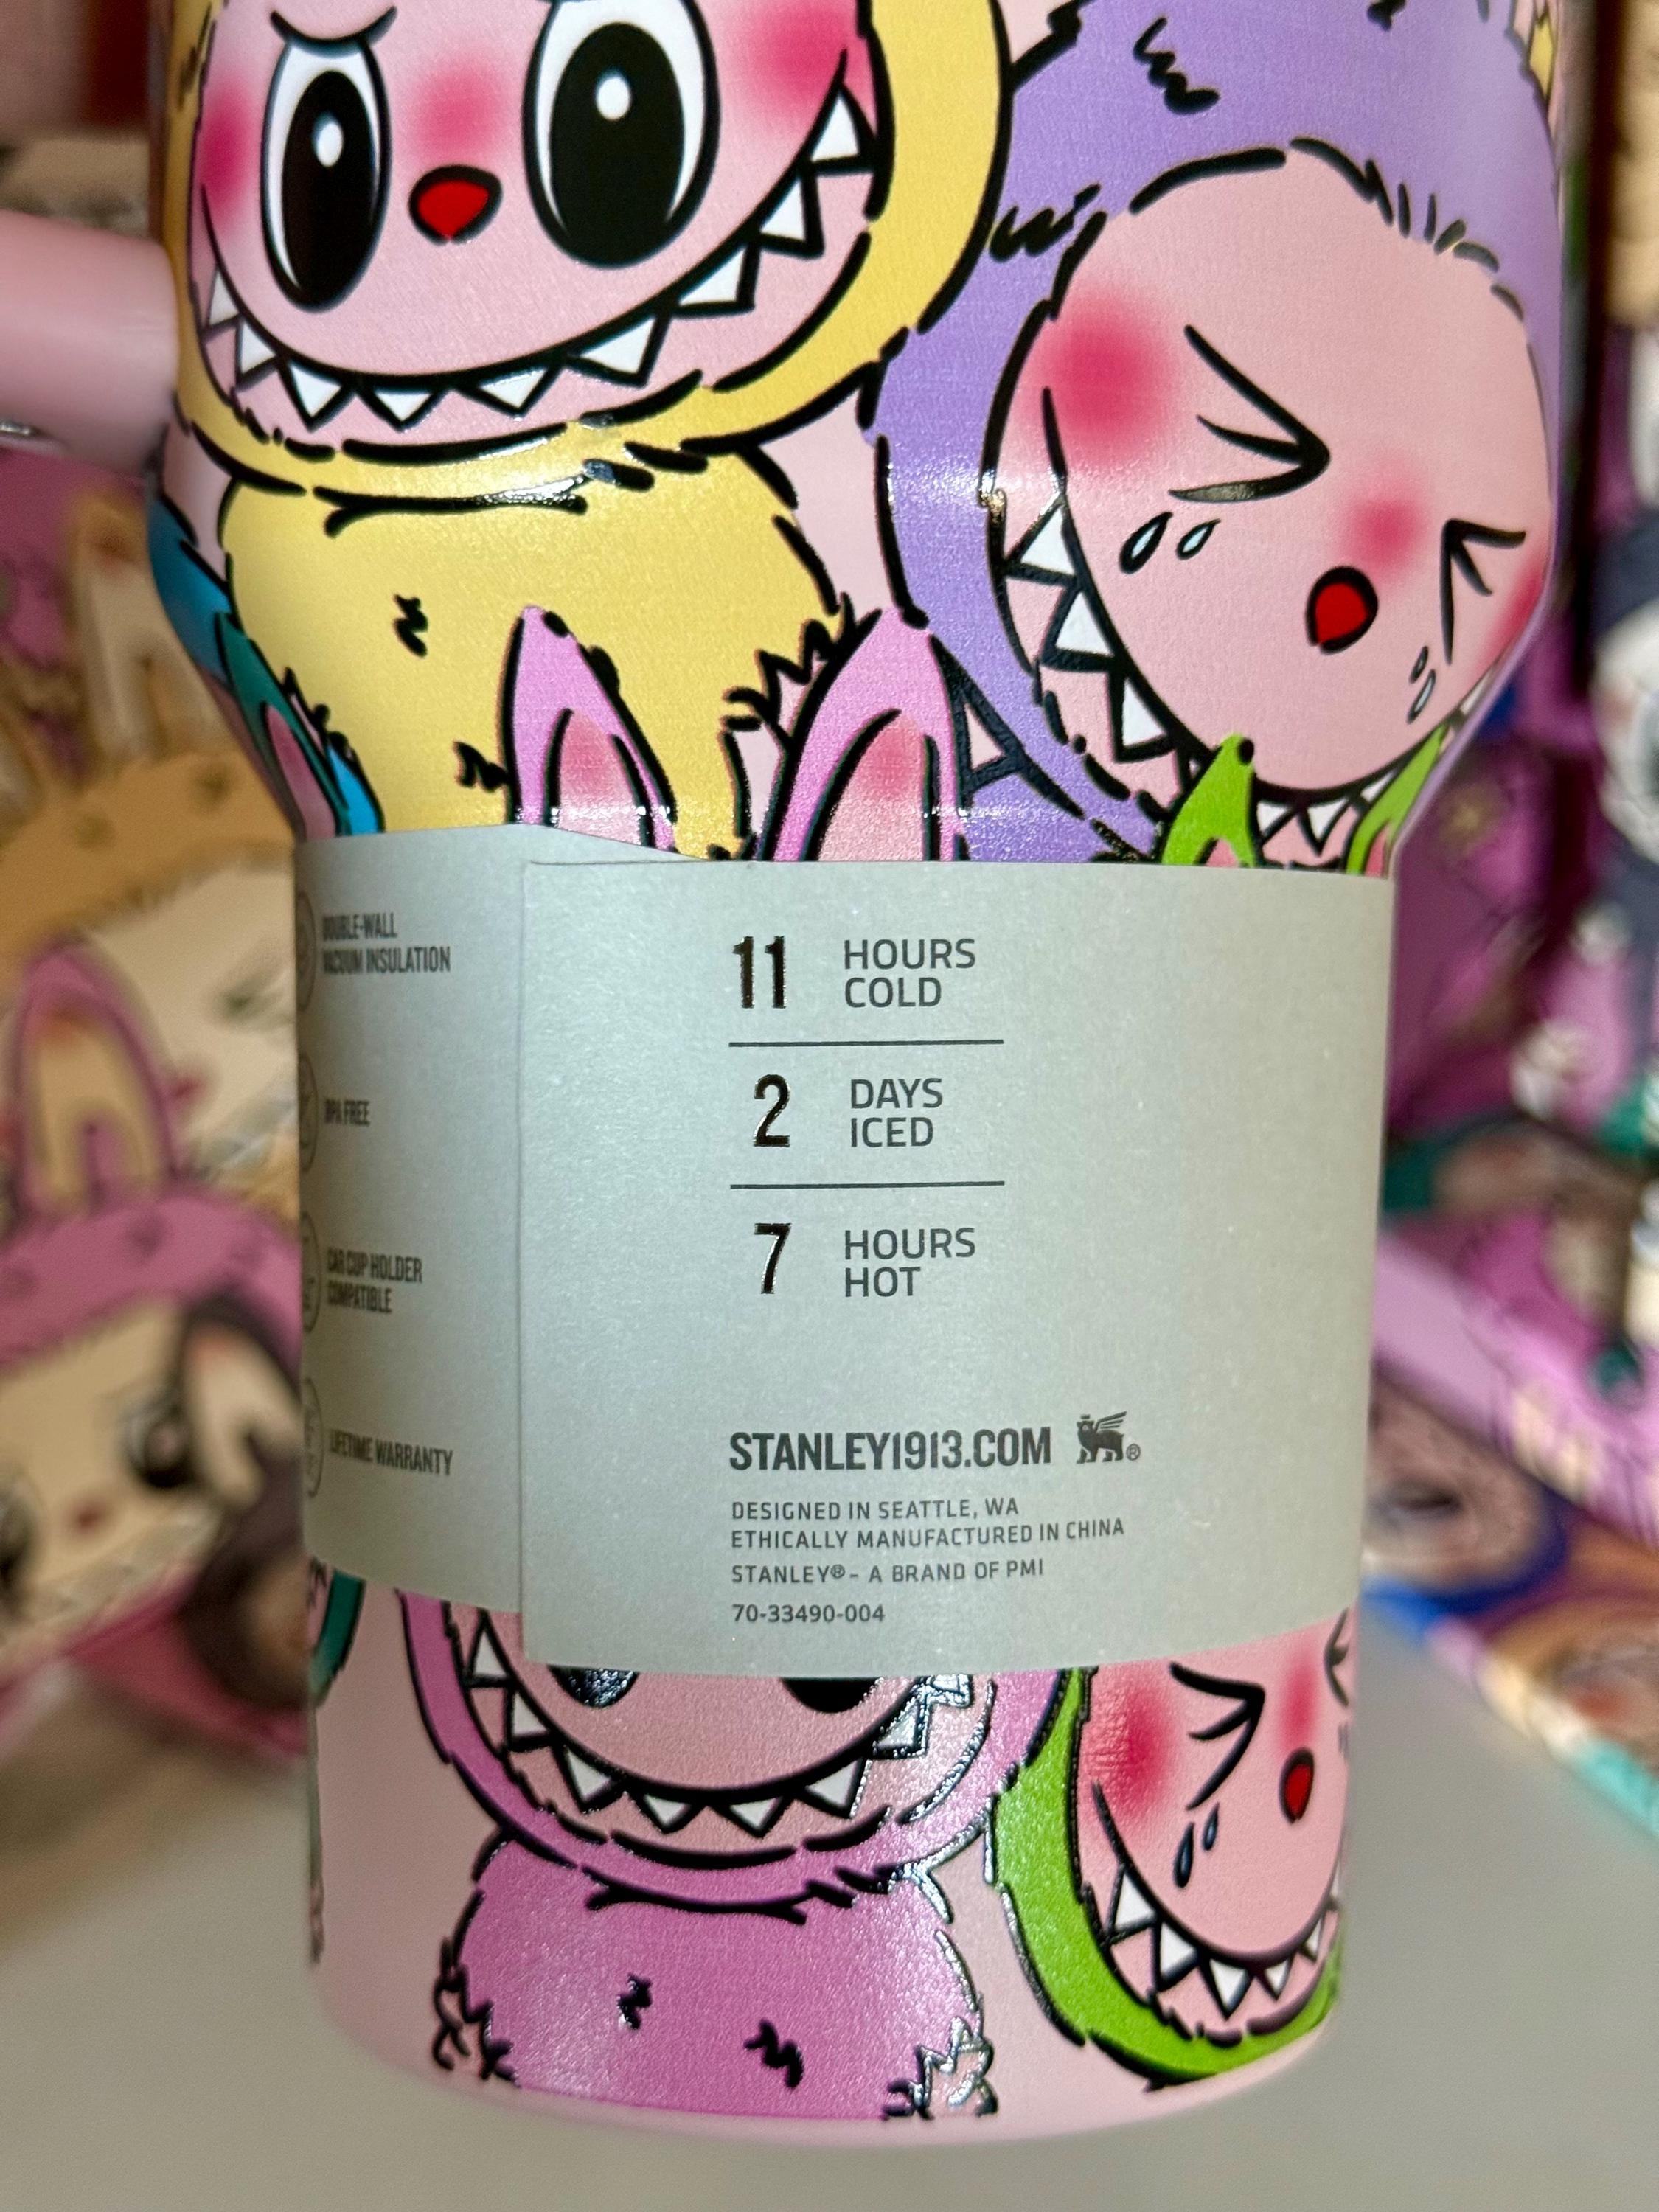 DOUBLE-WALL
VACUUM INSULATION
BPA FREE
CAR CUP HOLDER
COMPATIBLE
LIFETIME WARRANTY
11 HOURS
COLD
2 DAYS
ICED
7 HOURS
HOT
STANLEY1913.COM ®
DESIGNED IN SEATTLE, WA
ETHICALLY MANUFACTURED IN CHINA
STANLEY® - A BRAND OF PMI
70-33490-004